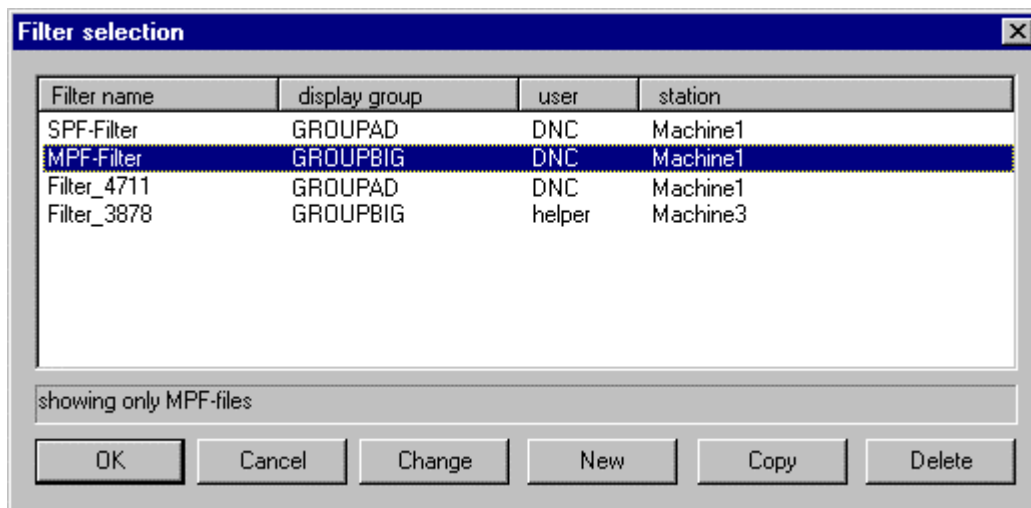 Filter selection
Filter name display group user station
SPF-Filter GROUPAD DNC Machine1
MPF-Filter GROUPBIG DNC Machine1
Filter_4711 GROUPAD DNC Machine1
Filter_3878 GROUPBIG helper Machine3
showing only MPF-files
OK Cancel Change New Copy Delete